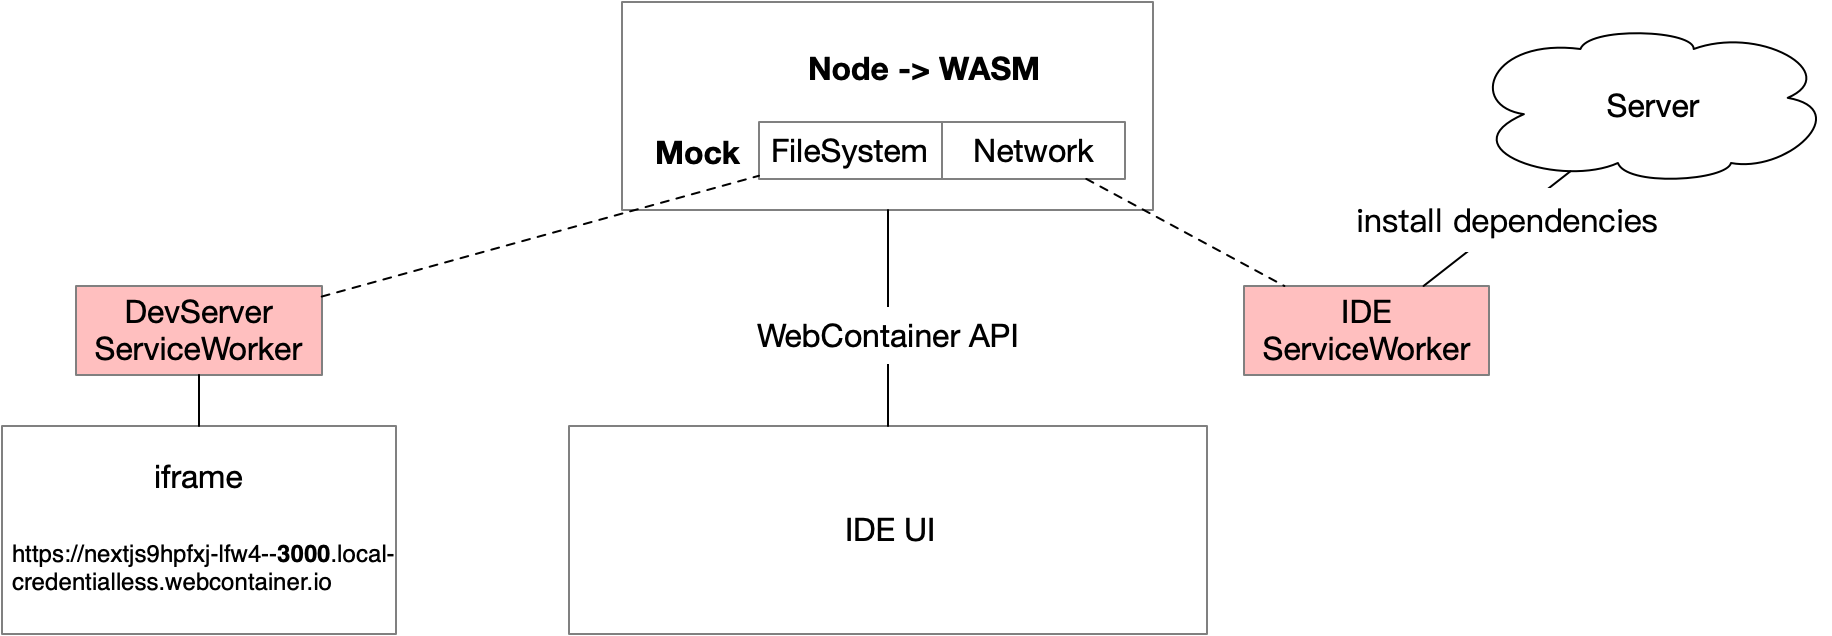 Node -> WASM
Mock
FileSystem
Network
Server
install dependencies
DevServer
ServiceWorker
WebContainer API
IDE
ServiceWorker
iframe
https://nextjs9hpfxj-lfw4--3000.local-
credentialless.webcontainer.io
IDE UI